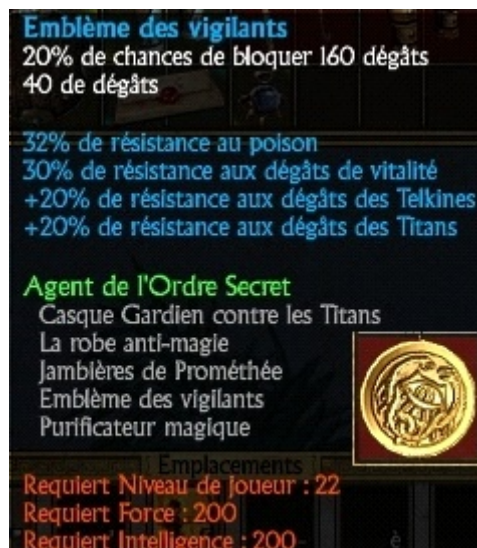 Emblème des vigilants
20% de chances de bloquer 160 dégâts
40 de dégâts
32% de résistance au poison
30% de résistance aux dégâts de vitalité
+20% de résistance aux dégâts des Telkines
+20% de résistance aux dégâts des Titans
Agent de l'Ordre Secret
Casque Gardien contre les Titans
La robe anti-magie
Jambières de Prométhée
Emblème des vigilants
Purificateur magique
Emplacements
Requiert Niveau de joueur : 22
Requiert Force : 200
Requiert Intelligence : 200